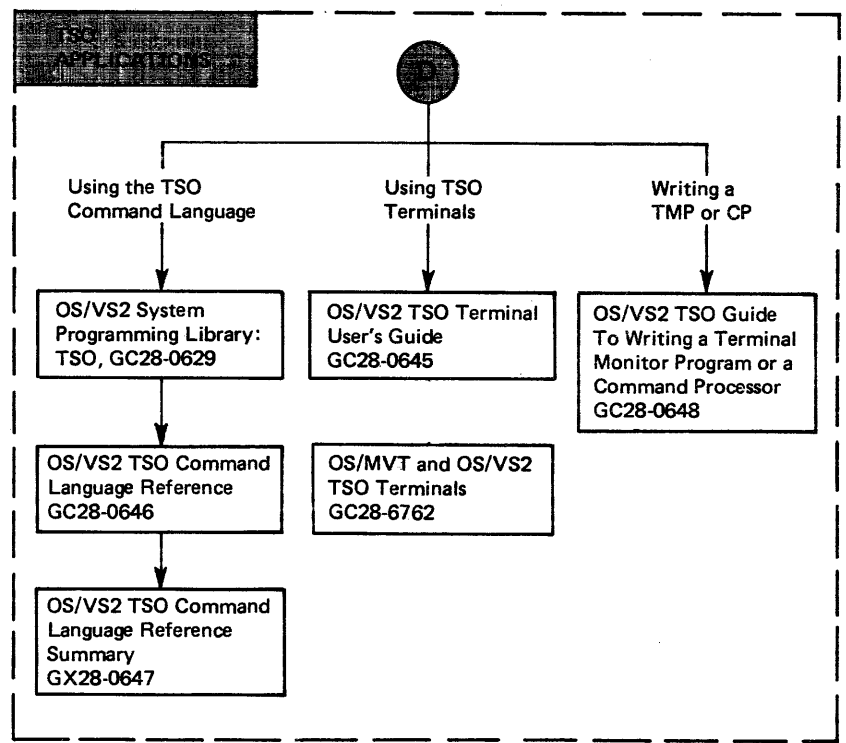 TSO
APPLICATIONS
D
Using the TSO
Command Language
Using TSO
Terminals
Writing a
TMP or CP
OS/VS2 System
Programming Library:
TSO, GC28-0629
OS/VS2 TSO Terminal
User's Guide
GC28-0645
OS/VS2 TSO Guide
To Writing a Terminal
Monitor Program or a
Command Processor
GC28-0648
OS/VS2 TSO Command
Language Reference
GC28-0646
OS/MVT and OS/VS2
TSO Terminals
GC28-6762
OS/VS2 TSO Command
Language Reference
Summary
GX28-0647